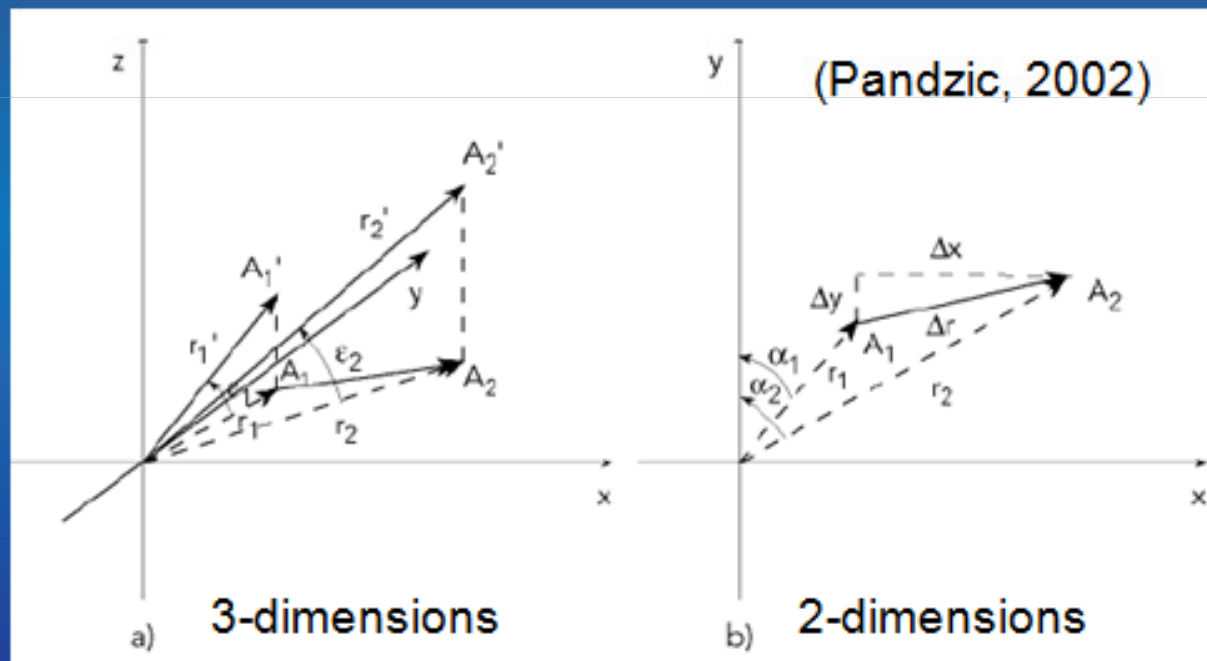 z
A₂'
r₂'
A₁'
y
r₁'
ε₂
A₁
A₂
r₁
r₂
x
a)
3-dimensions
y
(Pandzic, 2002)
Δx
Δy
A₂
A₁
Δr
α₁
r₁
α₂
r₂
x
b)
2-dimensions